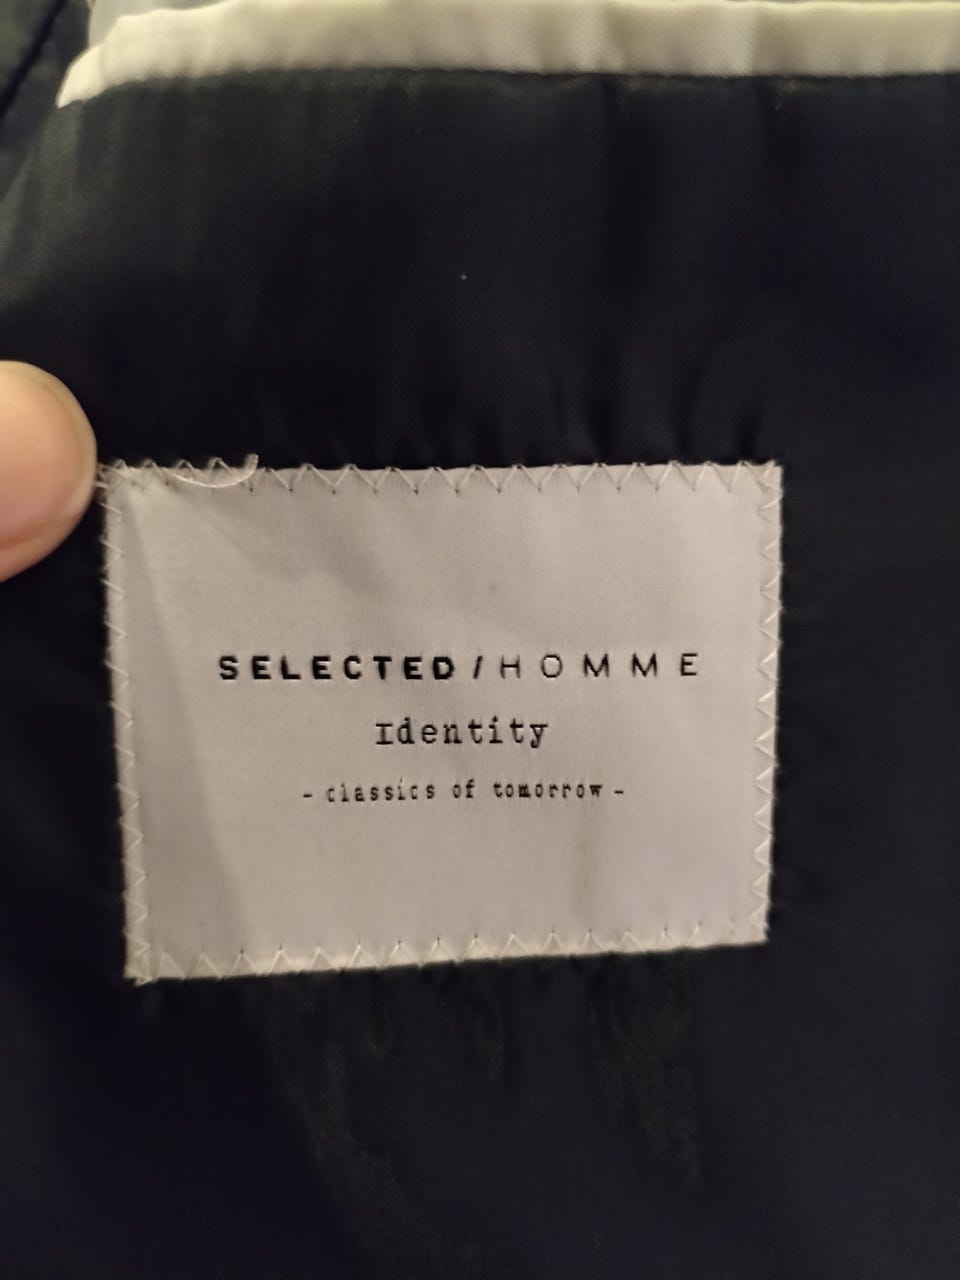 SELECTED/HOMME
Identity
- classics of tomorrow -